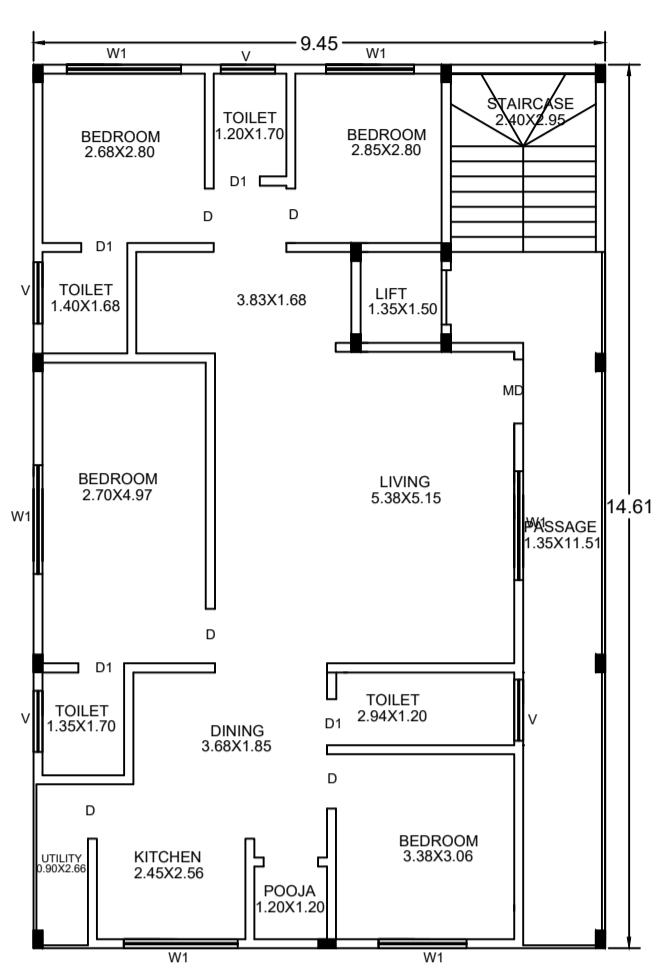 9.45
W1
V
W1
STAIRCASE
2.40X2.95
TOILET
1.20X1.70
BEDROOM
2.68X2.80
BEDROOM
2.85X2.80
D1
D
D
D1
V
TOILET
1.40X1.68
3.83X1.68
LIFT
1.35X1.50
MD
BEDROOM
2.70X4.97
LIVING
5.38X5.15
14.61
W1
W1
PASSAGE
1.35X11.51
D
D1
TOILET
2.94X1.20
V
TOILET
1.35X1.70
D1
V
DINING
3.68X1.85
D
D
BEDROOM
3.38X3.06
UTILITY
0.90X2.66
KITCHEN
2.45X2.56
POOJA
1.20X1.20
W1
W1